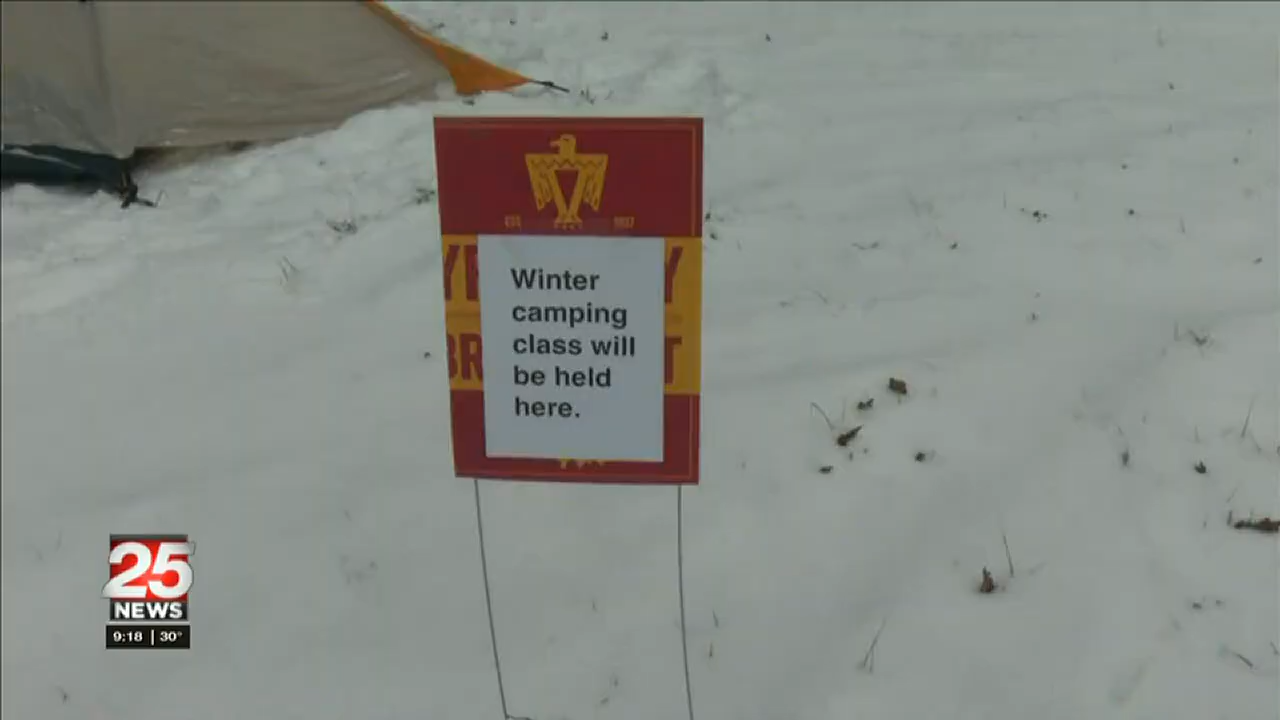 Winter
camping
class will
be held
here.
25
NEWS
9:18 | 30°